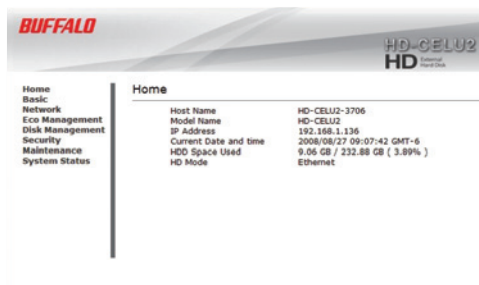 BUFFALO
HD-CELU2
HD External Hard Disk
Home
Basic
Network
Eco Management
Disk Management
Security
Maintenance
System Status
Home
Host Name HD-CELU2-3706
Model Name HD-CELU2
IP Address 192.168.1.136
Current Date and time 2008/08/27 09:07:42 GMT-6
HDD Space Used 9.06 GB / 232.88 GB ( 3.89% )
HD Mode Ethernet